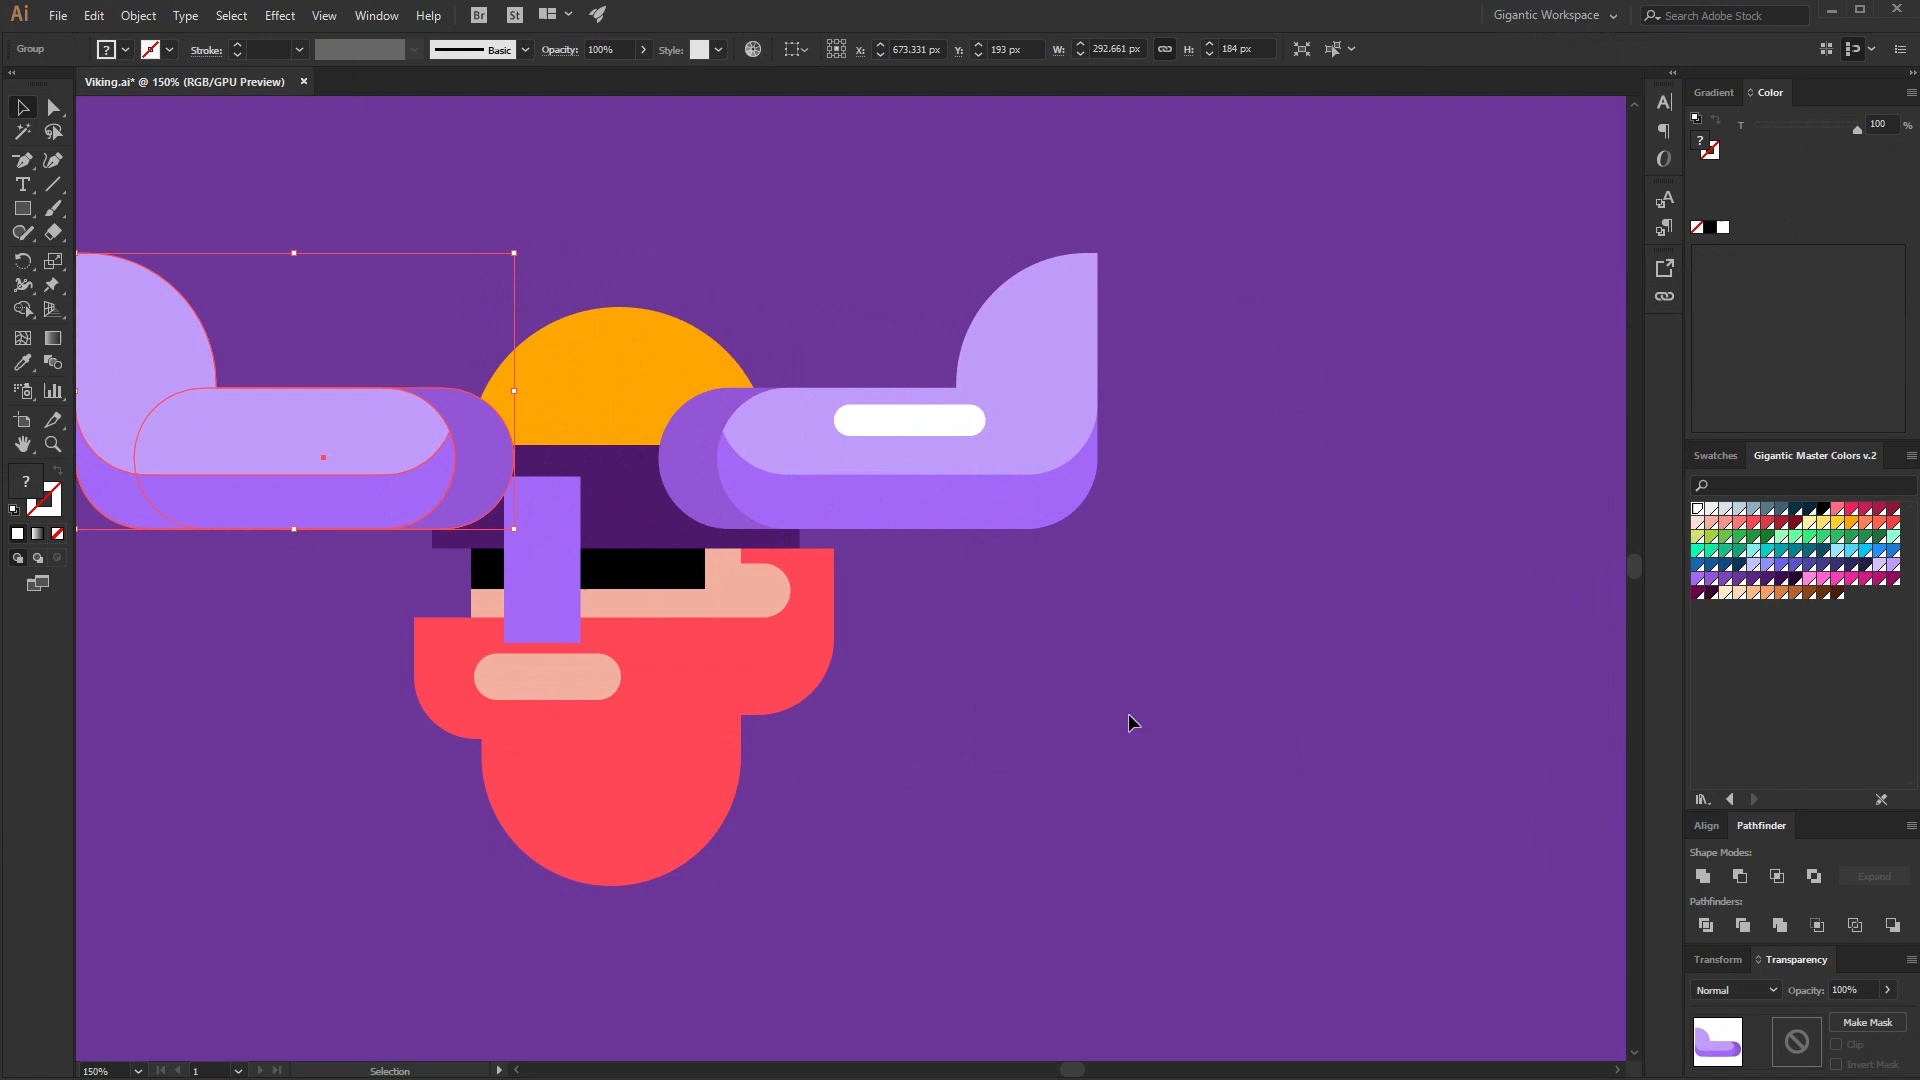 Ai File Edit Object Type Select Effect View Window Help Br St Gigantic Workspace Search Adobe Stock
Group ? Stroke: Basic Opacity: 100% Style: X: 673.331 px Y: 193 px W: 292.661 px H: 184 px
Viking.ai* @ 150% (RGB/GPU Preview) ×
Gradient Color
T 100 %
?
Swatches Gigantic Master Colors v.2
?
Align Pathfinder
Shape Modes:
Expand
Pathfinders:
Transform Transparency
Normal Opacity: 100%
Make Mask
Clip
Invert Mask
150% 1 Selection